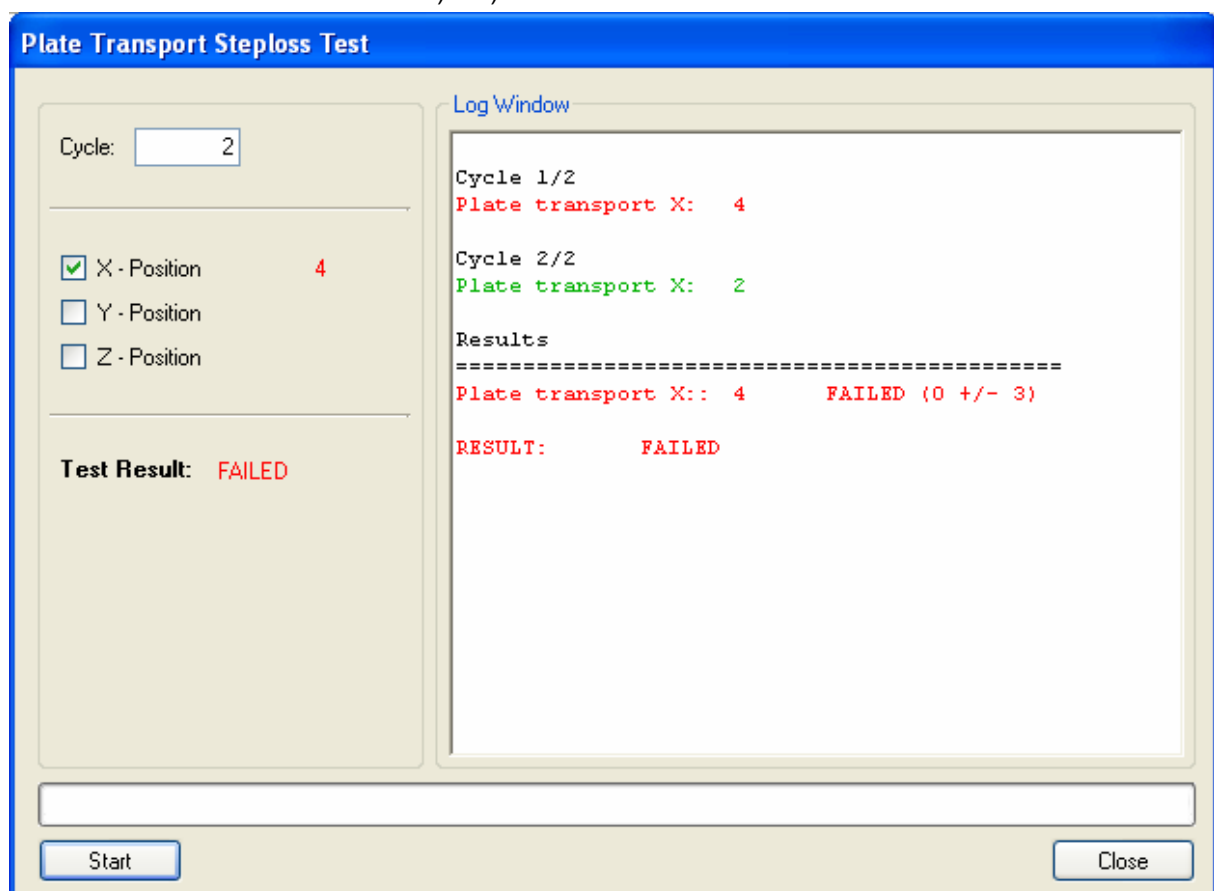 Plate Transport Steploss Test
Cycle: 2
X - Position 4
Y - Position
Z - Position
Test Result: FAILED
Log Window
Cycle 1/2
Plate transport X: 4
Cycle 2/2
Plate transport X: 2
Results
=============================================
Plate transport X:: 4 FAILED (0 +/- 3)
RESULT: FAILED
Start
Close